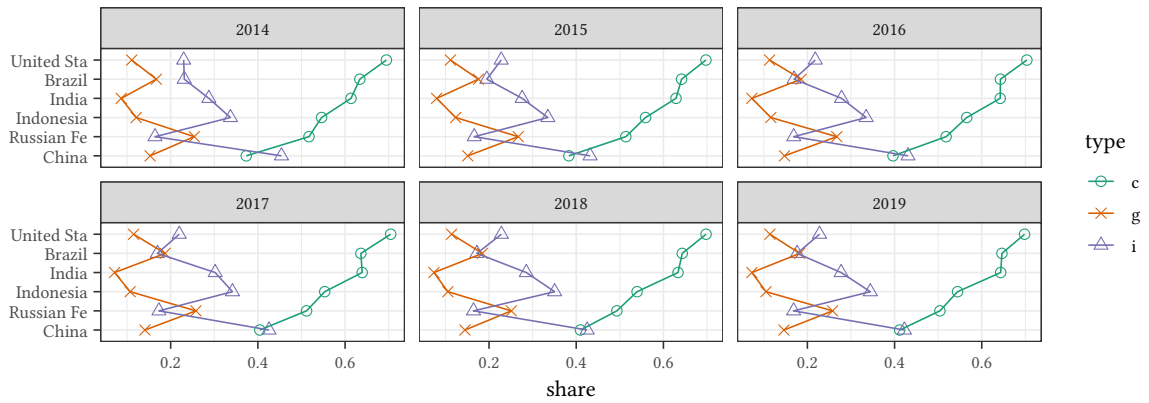 2014 2015 2016
United Sta
Brazil
India
Indonesia
Russian Fe
China
type
c
g
i
2017 2018 2019
United Sta
Brazil
India
Indonesia
Russian Fe
China
0.2 0.4 0.6 0.2 0.4 0.6 0.2 0.4 0.6
share